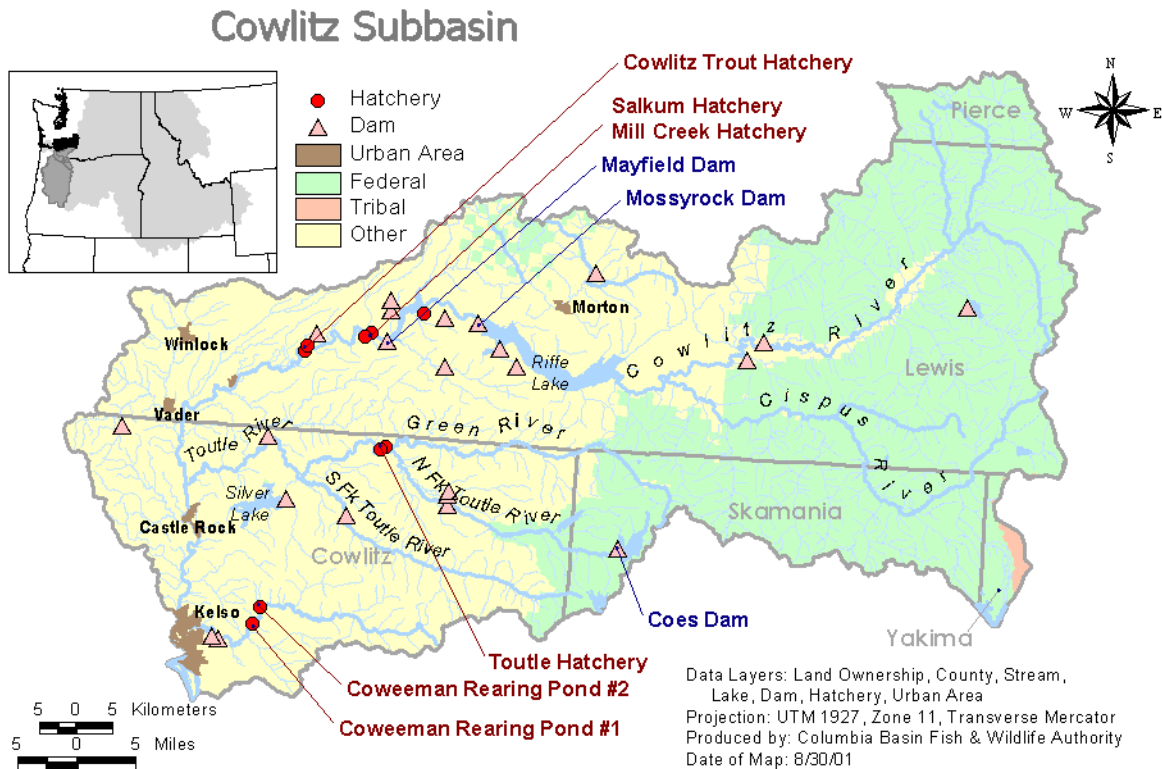 Cowlitz Subbasin
Hatchery
Dam
Urban Area
Federal
Tribal
Other
Cowlitz Trout Hatchery
Salkum Hatchery
Mill Creek Hatchery
Mayfield Dam
Mossyrock Dam
N
W
E
S
Pierce
Morton
Winlock
Riffe
Lake
Cowlitz River
Lewis
Vader
Toutle River
Green River
Cispus River
Silver
Lake
S Fk Toutle River
N Fk Toutle River
Skamania
Castle Rock
Cowlitz
Kelso
Coes Dam
Yakima
Toutle Hatchery
Coweeman Rearing Pond #2
Coweeman Rearing Pond #1
5 0 5 Kilometers
5 0 5 Miles
Data Layers: Land Ownership, County, Stream,
Lake, Dam, Hatchery, Urban Area
Projection: UTM 1927, Zone 11, Transverse Mercator
Produced by: Columbia Basin Fish & Wildlife Authority
Date of Map: 8/30/01